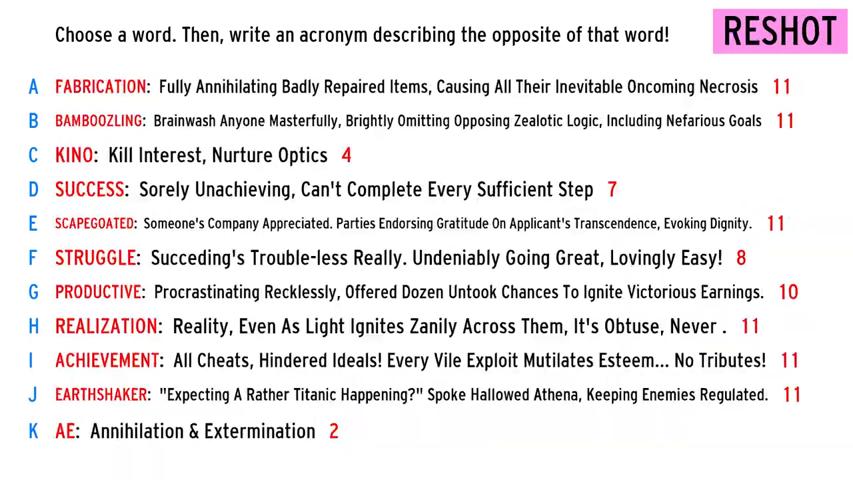 Choose a word. Then, write an acronym describing the opposite of that word!
RESHOT
A FABRICATION: Fully Annihilating Badly Repaired Items, Causing All Their Inevitable Oncoming Necrosis 11
B BAMBOOZLING: Brainwash Anyone Masterfully, Brightly Omitting Opposing Zealotic Logic, Including Nefarious Goals 11
C KINO: Kill Interest, Nurture Optics 4
D SUCCESS: Sorely Unachieving, Can't Complete Every Sufficient Step 7
E SCAPEGOATED: Someone's Company Appreciated. Parties Endorsing Gratitude On Applicant's Transcendence, Evoking Dignity. 11
F STRUGGLE: Succeding's Trouble-less Really. Undeniably Going Great, Lovingly Easy! 8
G PRODUCTIVE: Procrastinating Recklessly, Offered Dozen Untook Chances To Ignite Victorious Earnings. 10
H REALIZATION: Reality, Even As Light Ignites Zanily Across Them, It's Obtuse, Never . 11
I ACHIEVEMENT: All Cheats, Hindered Ideals! Every Vile Exploit Mutilates Esteem... No Tributes! 11
J EARTHSHAKER: "Expecting A Rather Titanic Happening?" Spoke Hallowed Athena, Keeping Enemies Regulated. 11
K AE: Annihilation & Extermination 2